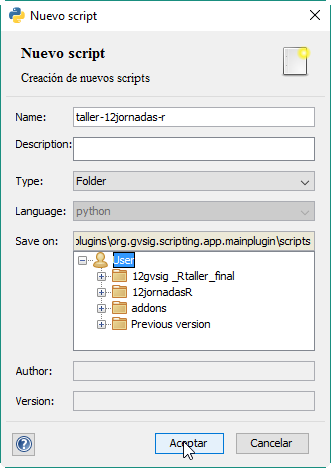 Nuevo script
Nuevo script
Creación de nuevos scripts
Name: taller-12jornadas-r
Description:
Type: Folder
Language: python
Save on: plugins\org.gvsig.scripting.app.mainplugin\scripts
User
12gvsig _Rtaller_final
12jornadasR
addons
Previous version
Author:
Version:
Aceptar Cancelar